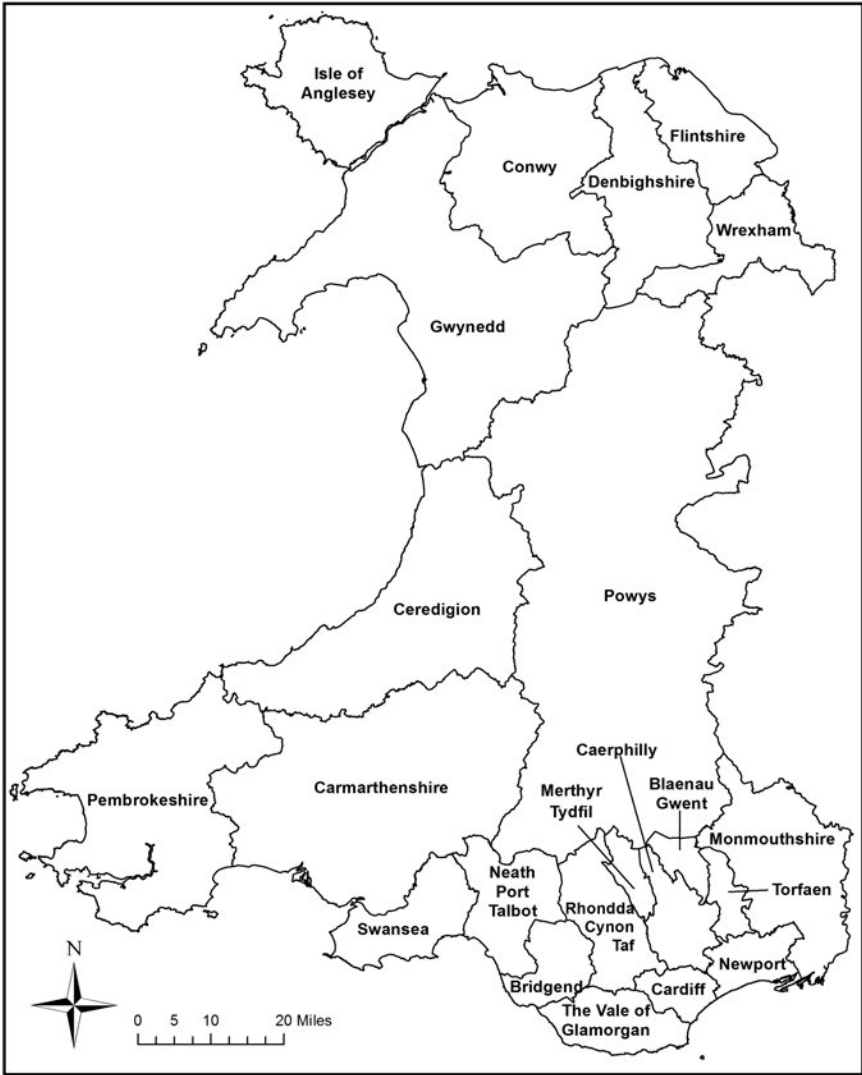 Isle of
Anglesey
Flintshire
Conwy
Denbighshire
Wrexham
Gwynedd
Powys
Ceredigion
Caerphilly
Blaenau
Gwent
Merthyr
Tydfil
Carmarthenshire
Pembrokeshire
Monmouthshire
Neath
Port
Talbot
Torfaen
Rhondda
Cynon
Taf
Swansea
Newport
Bridgend
Cardiff
The Vale of
Glamorgan
N
0 5 10 20 Miles